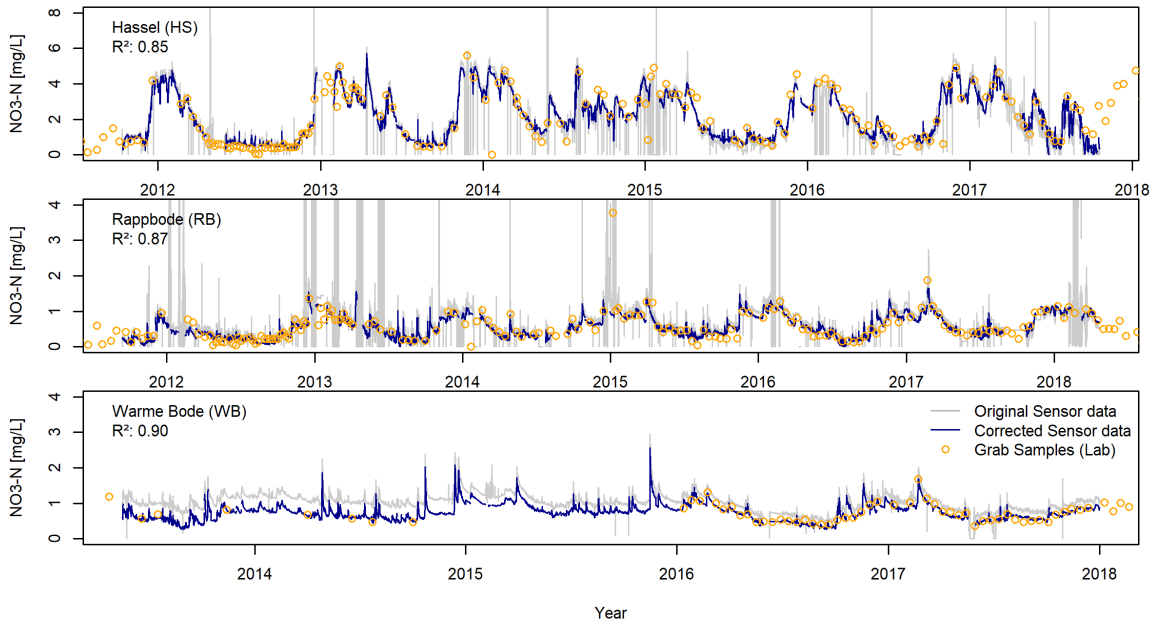 NO3-N [mg/L]
8
6
4
2
0
Hassel (HS)
R²: 0.85
2012 2013 2014 2015 2016 2017 2018
NO3-N [mg/L]
4
3
2
1
0
Rappbode (RB)
R²: 0.87
2012 2013 2014 2015 2016 2017 2018
NO3-N [mg/L]
4
3
2
1
0
Warme Bode (WB)
R²: 0.90
Original Sensor data
Corrected Sensor data
Grab Samples (Lab)
2014 2015 2016 2017 2018
Year